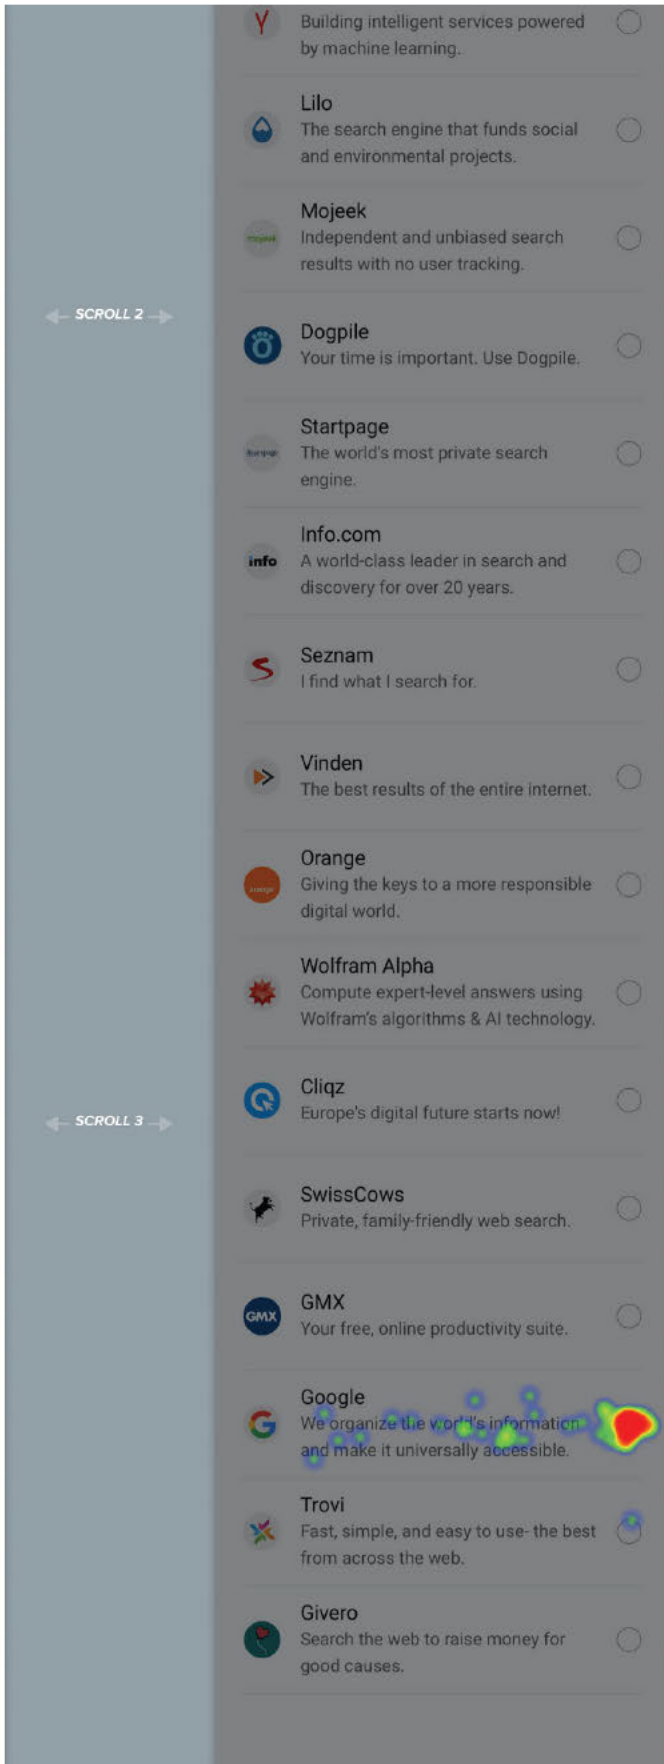 Building intelligent services powered
by machine learning.
Lilo
The search engine that funds social
and environmental projects.
mojeek
Mojeek
Independent and unbiased search
results with no user tracking.
SCROLL 2
Dogpile
Your time is important. Use Dogpile.
Startpage
The world's most private search
engine.
info
Info.com
A world-class leader in search and
discovery for over 20 years.
Seznam
I find what I search for.
Vinden
The best results of the entire internet.
orange
Orange
Giving the keys to a more responsible
digital world.
Wolfram Alpha
Compute expert-level answers using
Wolfram's algorithms & AI technology.
Cliqz
Europe's digital future starts now!
SCROLL 3
SwissCows
Private, family-friendly web search.
GMX
GMX
Your free, online productivity suite.
Google
We organize the world's information
and make it universally accessible.
Trovi
Fast, simple, and easy to use- the best
from across the web.
Givero
Search the web to raise money for
good causes.